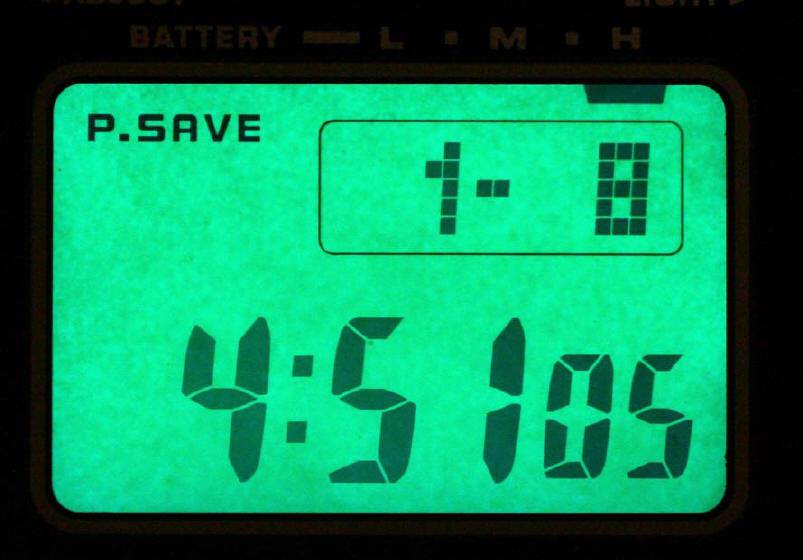 BATTERY L · M · H
P.SAVE
1- 8
4:51 05